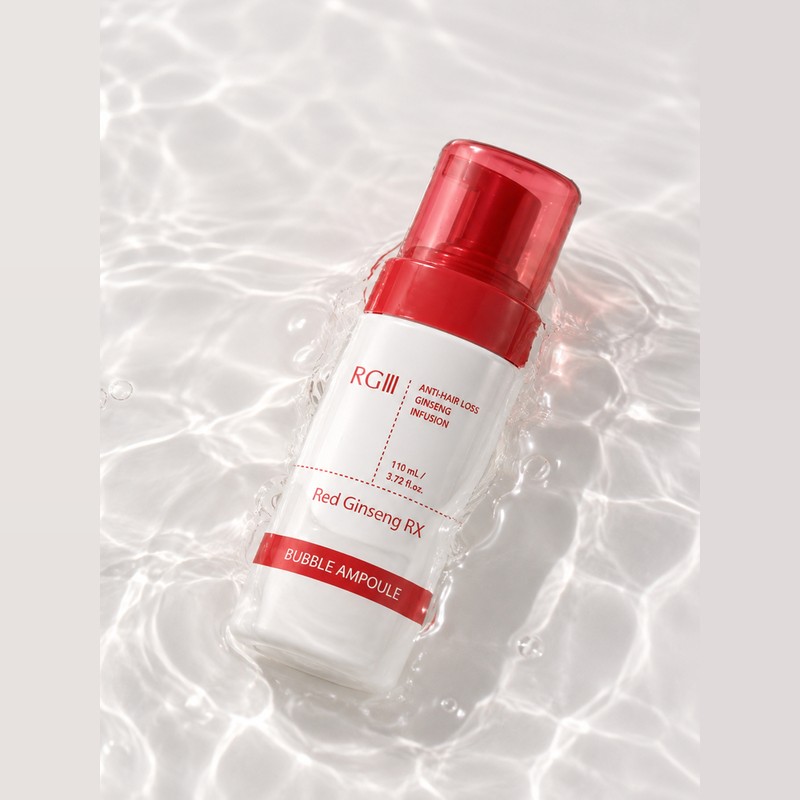 RGIII
ANTI-HAIR LOSS
GINSENG
INFUSION
110 mL /
3.72 fl.oz.
Red Ginseng RX
BUBBLE AMPOULE